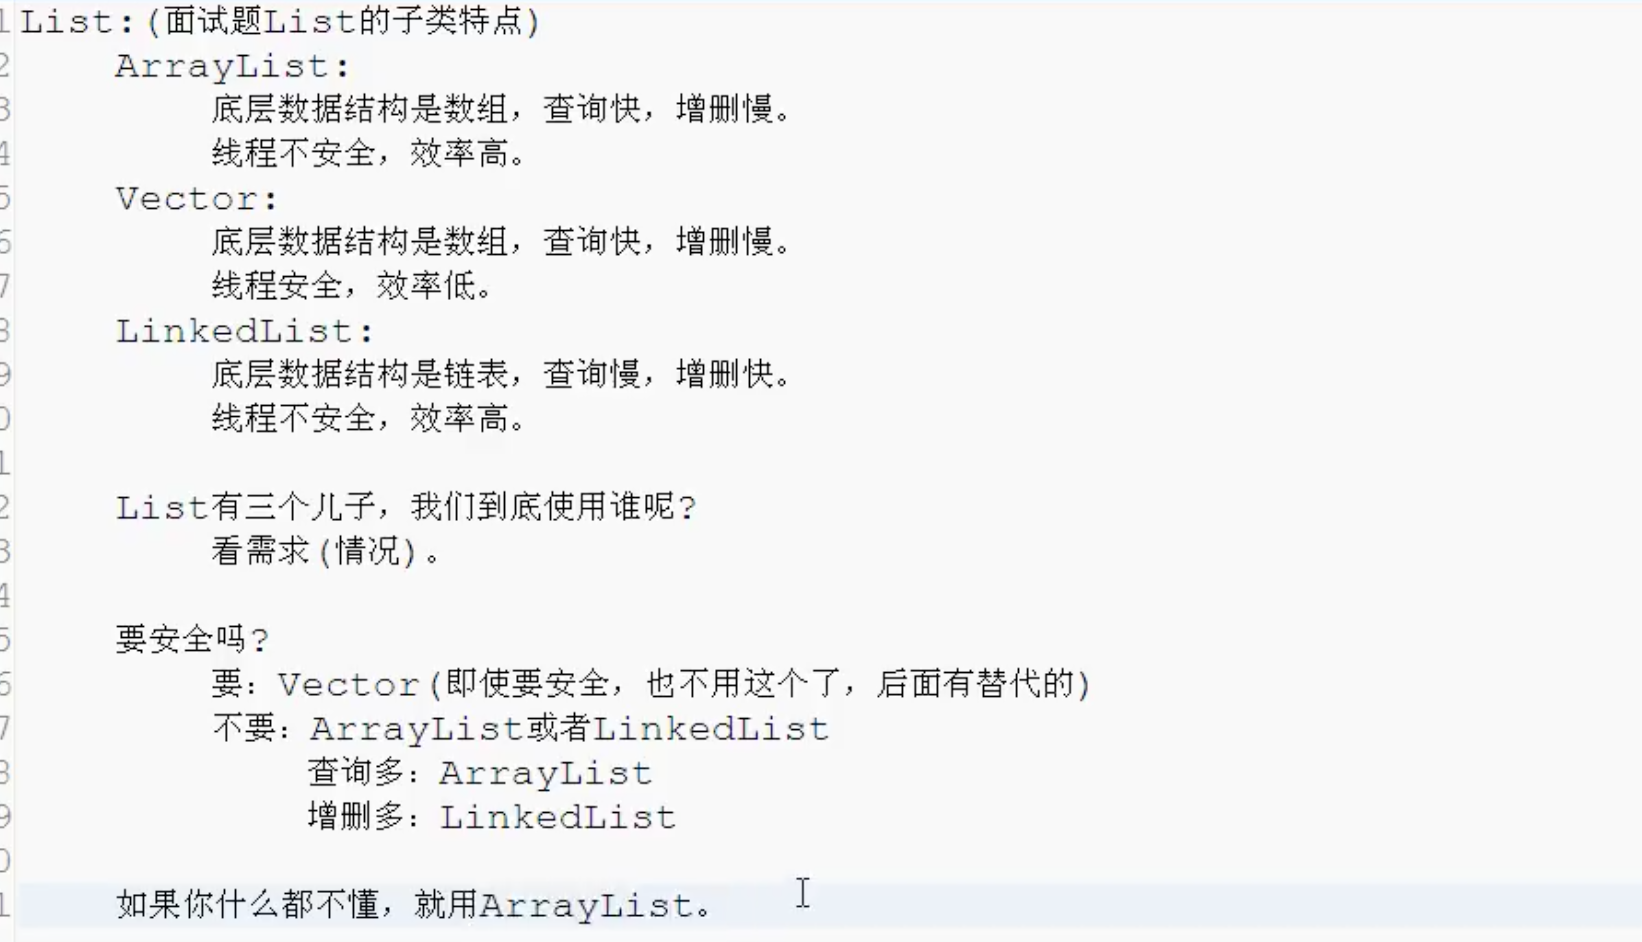 1 List:(面试题List的子类特点)
2 ArrayList:
3 底层数据结构是数组，查询快，增删慢。
4 线程不安全，效率高。
5 Vector:
6 底层数据结构是数组，查询快，增删慢。
7 线程安全，效率低。
8 LinkedList:
9 底层数据结构是链表，查询慢，增删快。
0 线程不安全，效率高。
1
2 List有三个儿子，我们到底使用谁呢?
3 看需求(情况)。
4
5 要安全吗?
6 要：Vector(即使要安全，也不用这个了，后面有替代的)
7 不要：ArrayList或者LinkedList
8 查询多：ArrayList
9 增删多：LinkedList
0
1 如果你什么都不懂，就用ArrayList。